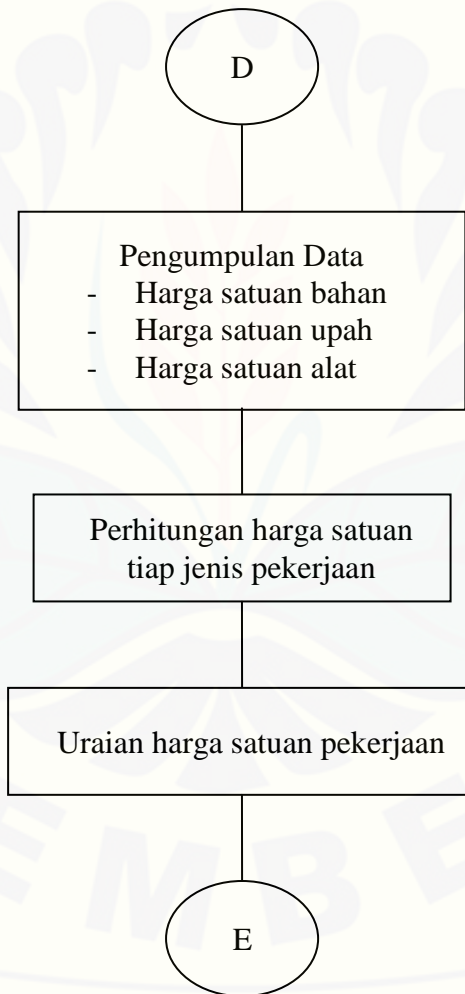 D
Pengumpulan Data
- Harga satuan bahan
- Harga satuan upah
- Harga satuan alat
Perhitungan harga satuan
tiap jenis pekerjaan
Uraian harga satuan pekerjaan
E M B E
E